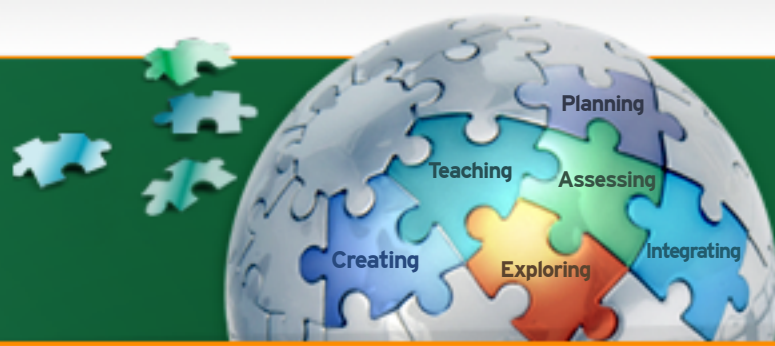 Planning
Teaching
Assessing
Creating
Exploring
Integrating